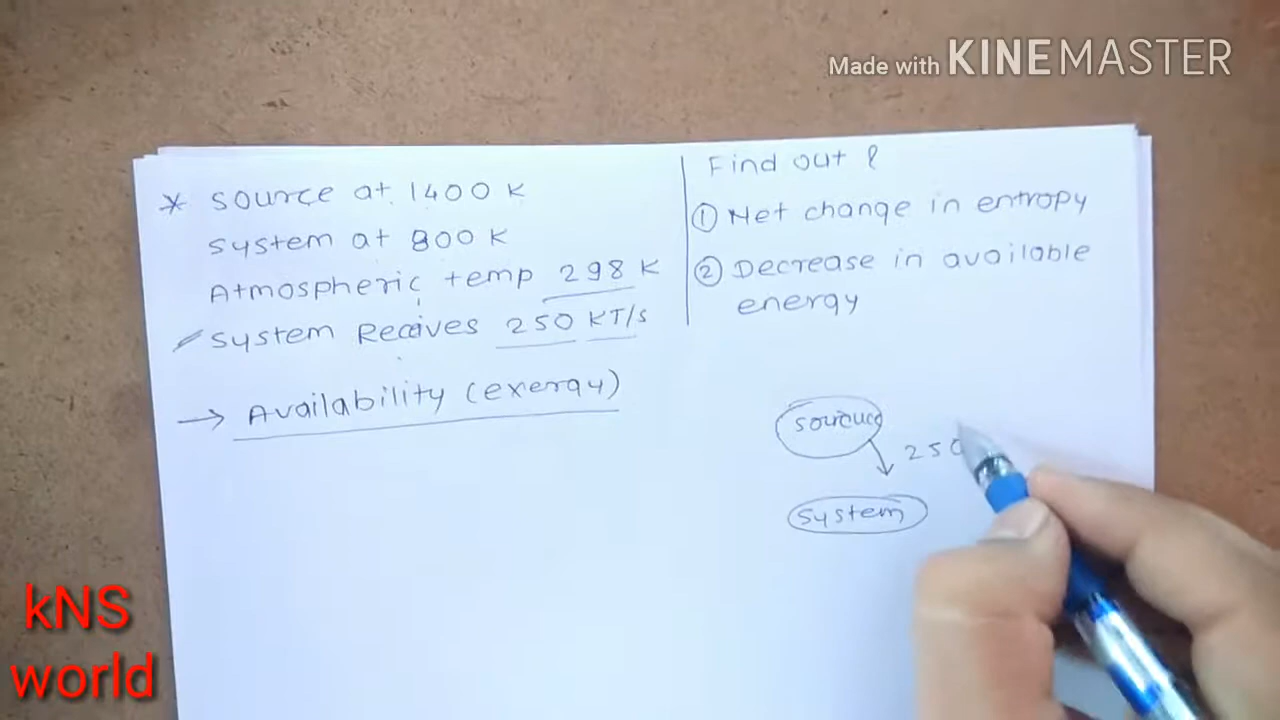 Made with KINEMASTER
* Source at 1400 K
System at 800 K
Atmospheric temp 298 K
System Receives 250 KJ/s
→ Availability (exergy)
Find out ?
① Net change in entropy
② Decrease in available
energy
source
250
system
kNS
world